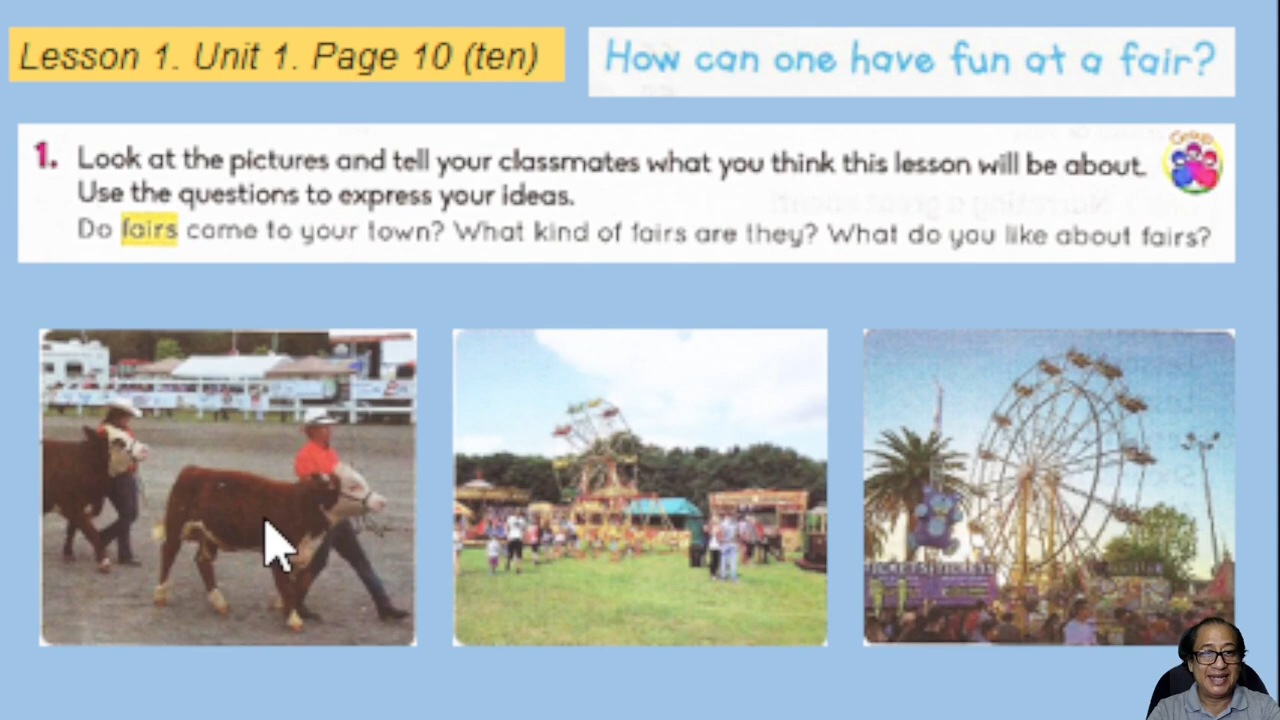 Lesson 1. Unit 1. Page 10 (ten)
How can one have fun at a fair?
1. Look at the pictures and tell your classmates what you think this lesson will be about.
Use the questions to express your ideas.
Do fairs come to your town? What kind of fairs are they? What do you like about fairs?